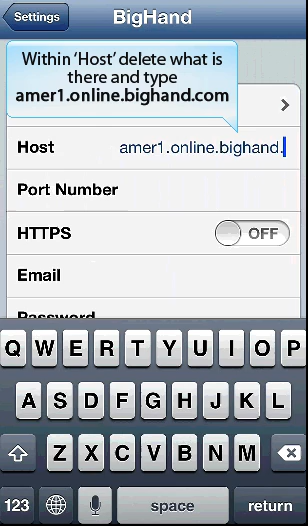 Settings
BigHand
Within 'Host' delete what is
there and type
amer1.online.bighand.com
Host amer1.online.bighand.
Port Number
HTTPS OFF
Email
Password
Q W E R T Y U I O P
A S D F G H J K L
Z X C V B N M
123 space return